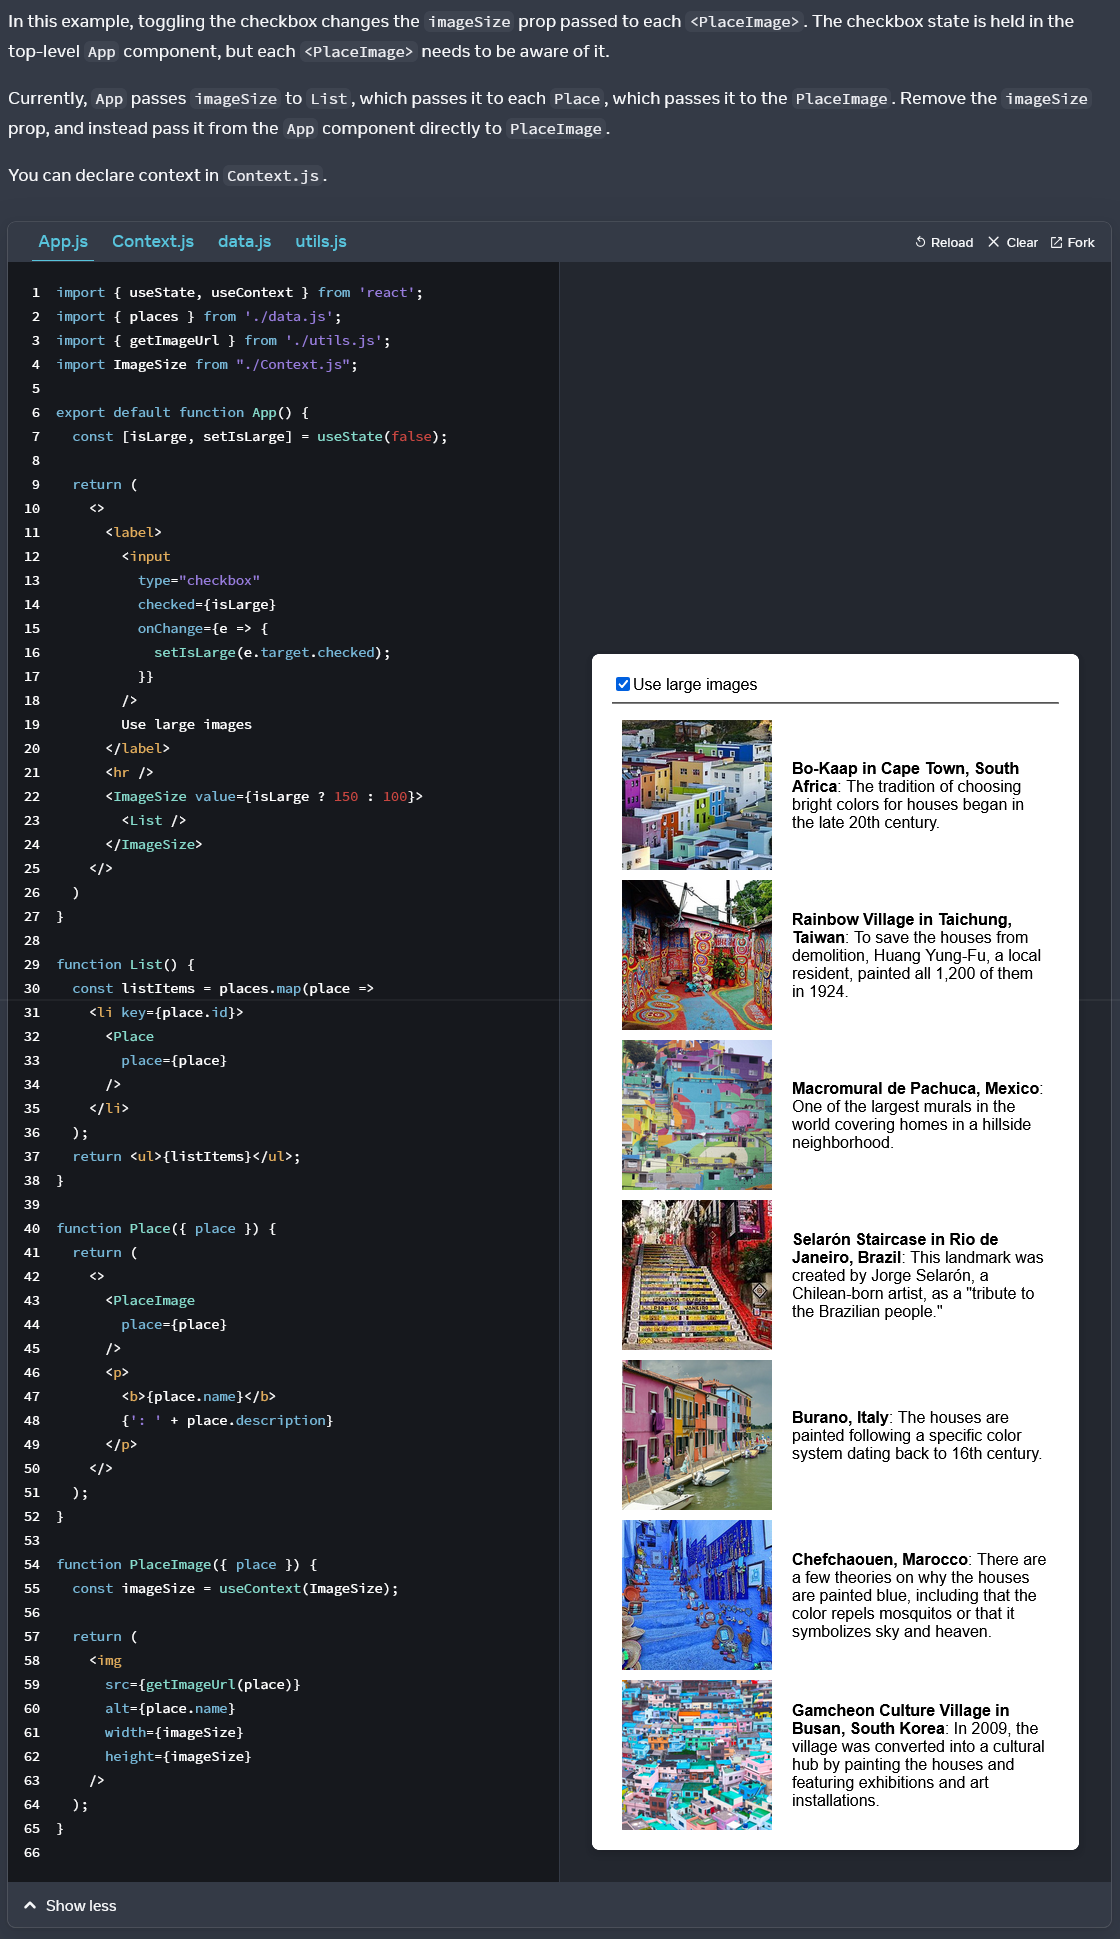 In this example, toggling the checkbox changes the imageSize prop passed to each <PlaceImage>. The checkbox state is held in the
top-level App component, but each <PlaceImage> needs to be aware of it.
Currently, App passes imageSize to List, which passes it to each Place, which passes it to the PlaceImage. Remove the imageSize
prop, and instead pass it from the App component directly to PlaceImage.
You can declare context in Context.js.
App.js Context.js data.js utils.js Reload Clear Fork
1 import { useState, useContext } from 'react';
2 import { places } from './data.js';
3 import { getImageUrl } from './utils.js';
4 import ImageSize from "./Context.js";
5
6 export default function App() {
7 const [isLarge, setIsLarge] = useState(false);
8
9 return (
10 <>
11 <label>
12 <input
13 type="checkbox"
14 checked={isLarge}
15 onChange={e => {
16 setIsLarge(e.target.checked);
17 }}
18 />
19 Use large images
20 </label>
21 <hr />
22 <ImageSize value={isLarge ? 150 : 100}>
23 <List />
24 </ImageSize>
25 </>
26 )
27 }
28
29 function List() {
30 const listItems = places.map(place =>
31 <li key={place.id}>
32 <Place
33 place={place}
34 />
35 </li>
36 );
37 return <ul>{listItems}</ul>;
38 }
39
40 function Place({ place }) {
41 return (
42 <>
43 <PlaceImage
44 place={place}
45 />
46 <p>
47 <b>{place.name}</b>
48 {': ' + place.description}
49 </p>
50 </>
51 );
52 }
53
54 function PlaceImage({ place }) {
55 const imageSize = useContext(ImageSize);
56
57 return (
58 <img
59 src={getImageUrl(place)}
60 alt={place.name}
61 width={imageSize}
62 height={imageSize}
63 />
64 );
65 }
66
Use large images
Bo-Kaap in Cape Town, South
Africa: The tradition of choosing
bright colors for houses began in
the late 20th century.
Rainbow Village in Taichung,
Taiwan: To save the houses from
demolition, Huang Yung-Fu, a local
resident, painted all 1,200 of them
in 1924.
Macromural de Pachuca, Mexico:
One of the largest murals in the
world covering homes in a hillside
neighborhood.
Selarón Staircase in Rio de
Janeiro, Brazil: This landmark was
created by Jorge Selarón, a
Chilean-born artist, as a "tribute to
the Brazilian people."
Burano, Italy: The houses are
painted following a specific color
system dating back to 16th century.
Chefchaouen, Marocco: There are
a few theories on why the houses
are painted blue, including that the
color repels mosquitos or that it
symbolizes sky and heaven.
Gamcheon Culture Village in
Busan, South Korea: In 2009, the
village was converted into a cultural
hub by painting the houses and
featuring exhibitions and art
installations.
Show less